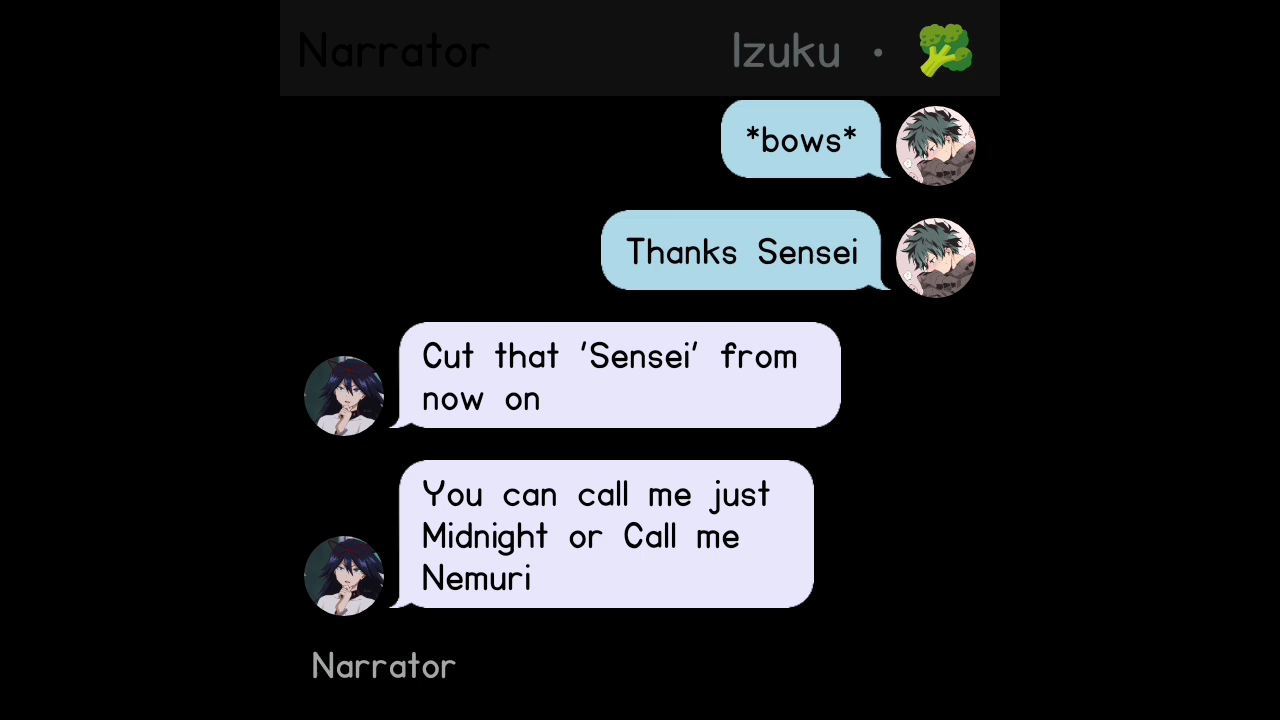 Narrator
Izuku • 🥦
*bows*
Thanks Sensei
Cut that 'Sensei' from
now on
You can call me just
Midnight or Call me
Nemuri
Narrator